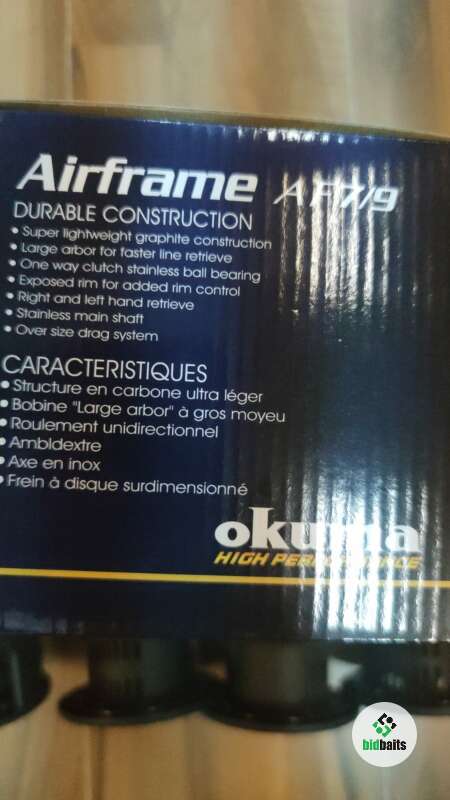 Airframe AF7/9
DURABLE CONSTRUCTION
• Super lightweight graphite construction
• Large arbor for faster line retrieve
• One way clutch stainless ball bearing
• Exposed rim for added rim control
• Right and left hand retrieve
• Stainless main shaft
• Over size drag system
CARACTERISTIQUES
• Structure en carbone ultra léger
• Bobine "Large arbor" à gros moyeu
• Roulement unidirectionnel
• Ambidextre
• Axe en inox
• Frein à disque surdimensionné
okuma
HIGH PERFORMANCE
bidbaits